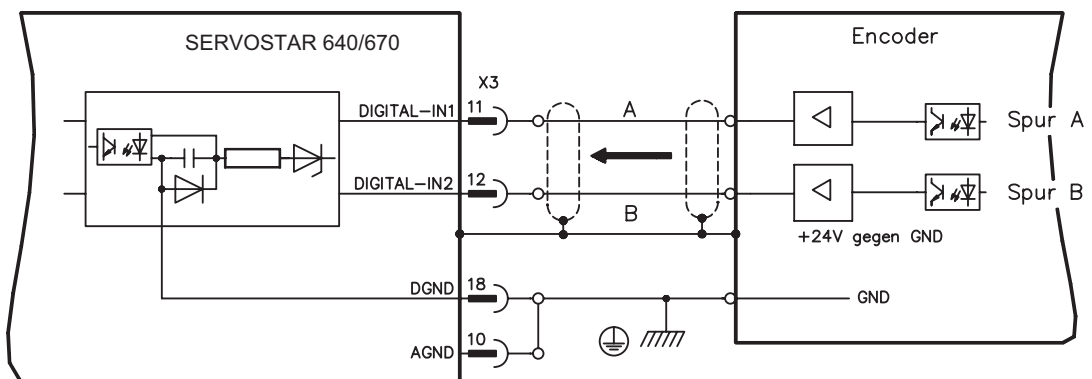 SERVOSTAR 640/670
Encoder
X3
DIGITAL-IN1
11
A
Spur A
DIGITAL-IN2
12
B
Spur B
+24V gegen GND
DGND
18
GND
AGND
10